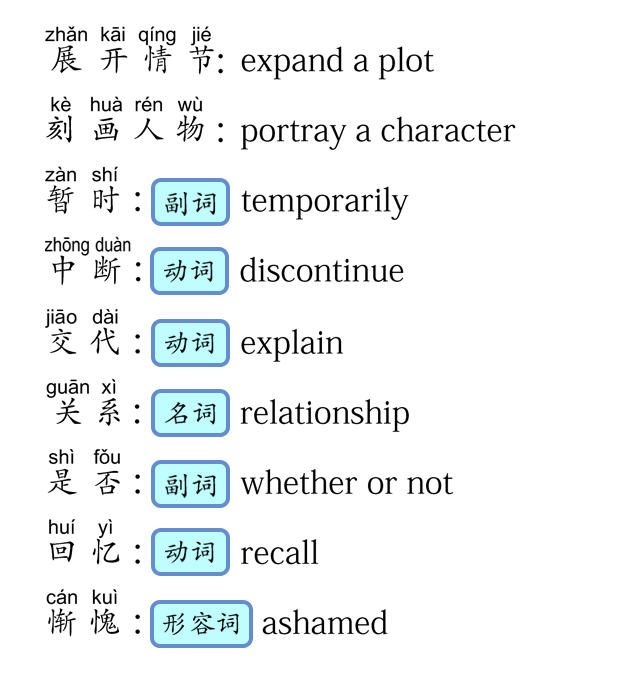 zhǎn kāi qíng jié
展开情节: expand a plot
kè huà rén wù
刻画人物: portray a character
zàn shí
暂时: 副词 temporarily
zhōng duàn
中断: 动词 discontinue
jiāo dài
交代: 动词 explain
guān xì
关系: 名词 relationship
shì fǒu
是否: 副词 whether or not
huí yì
回忆: 动词 recall
cán kuì
惭愧: 形容词 ashamed